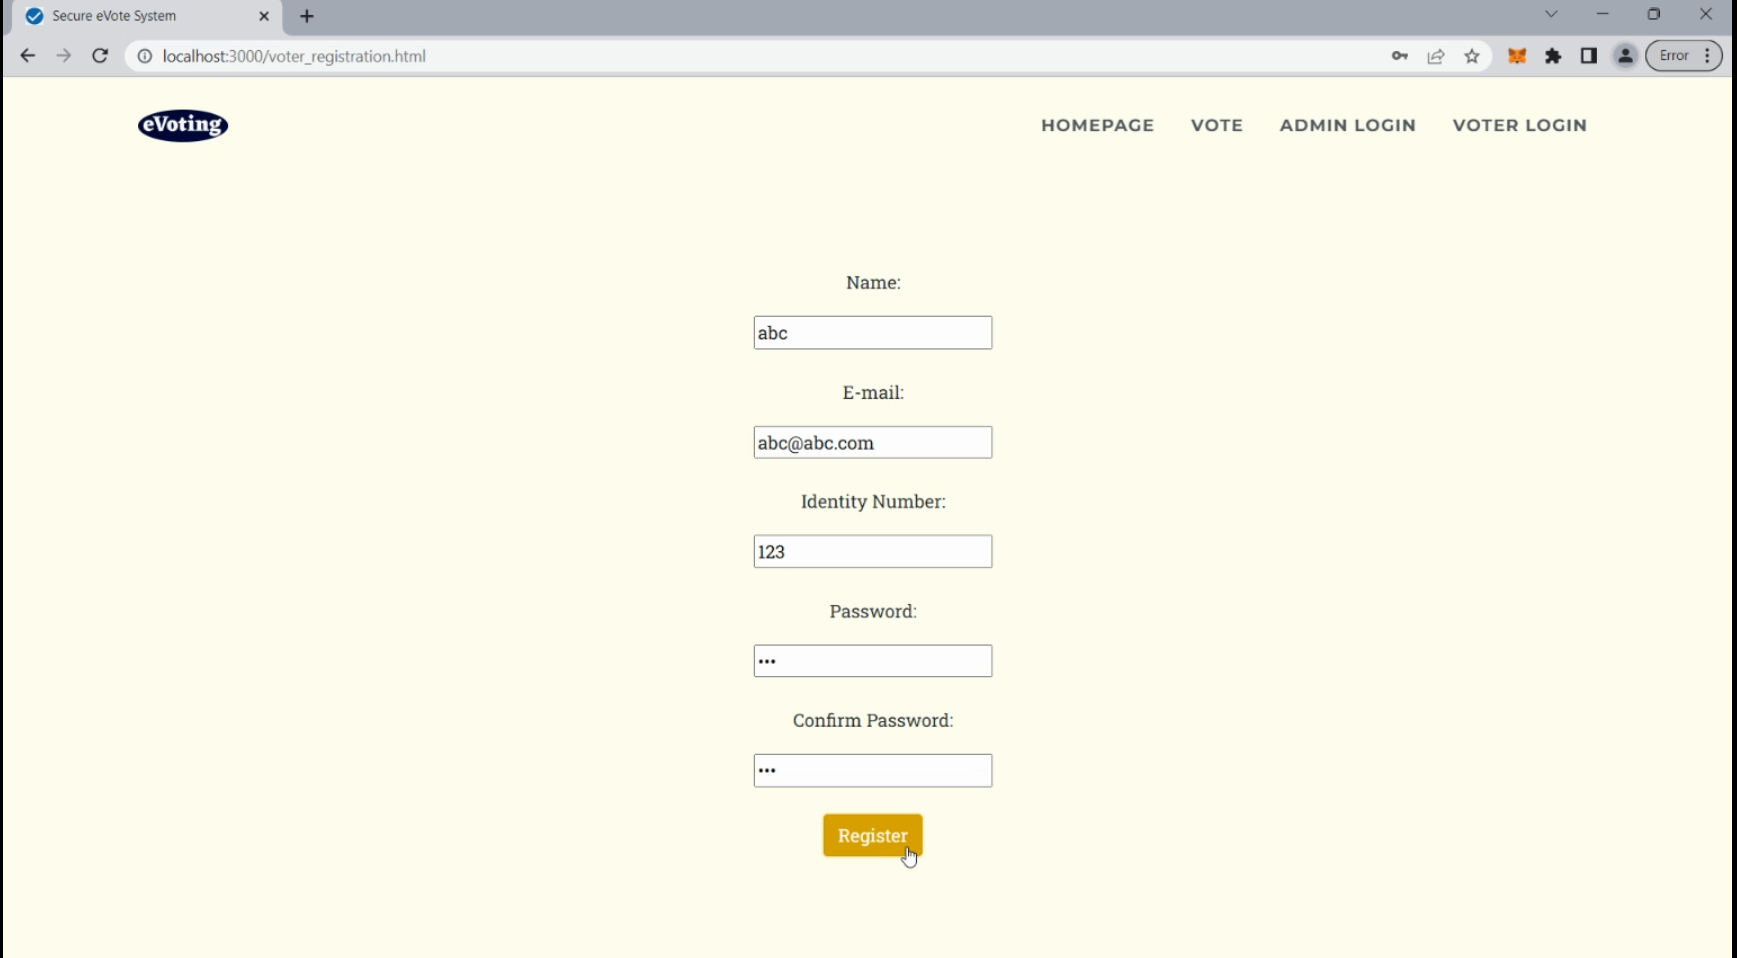 Secure eVote System
localhost:3000/voter_registration.html
Error
eVoting
HOMEPAGE VOTE ADMIN LOGIN VOTER LOGIN
Name:
abc
E-mail:
abc@abc.com
Identity Number:
123
Password:
•••
Confirm Password:
•••
Register